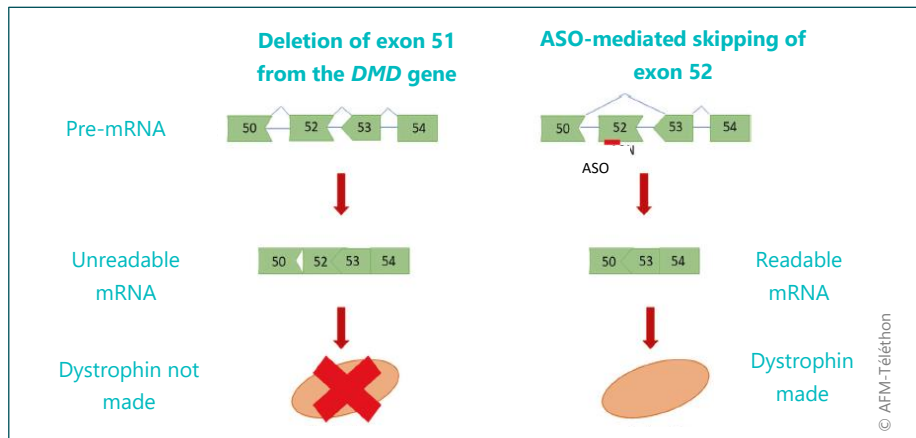 Deletion of exon 51
from the DMD gene
ASO-mediated skipping of
exon 52
Pre-mRNA
50 52 53 54
50 52 53 54
ASO
Unreadable
mRNA
50 52 53 54
50 53 54
Readable
mRNA
Dystrophin not
made
Dystrophin
made
© AFM-Téléthon